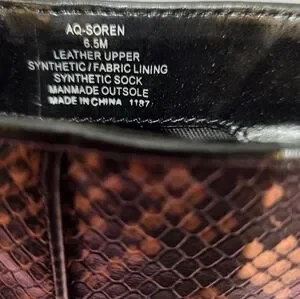 AQ-SOREN
6.5M
LEATHER UPPER
SYNTHETIC / FABRIC LINING
SYNTHETIC SOCK
MANMADE OUTSOLE
MADE IN CHINA 1187